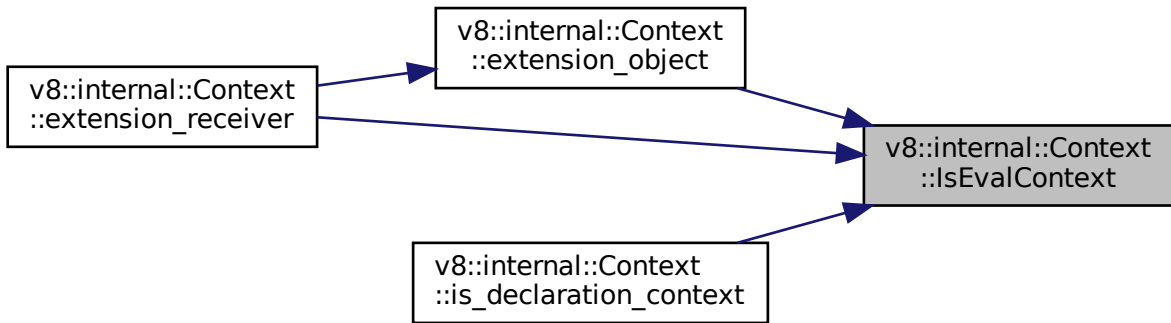 v8::internal::Context
::extension_object
v8::internal::Context
::extension_receiver
v8::internal::Context
::IsEvalContext
v8::internal::Context
::is_declaration_context